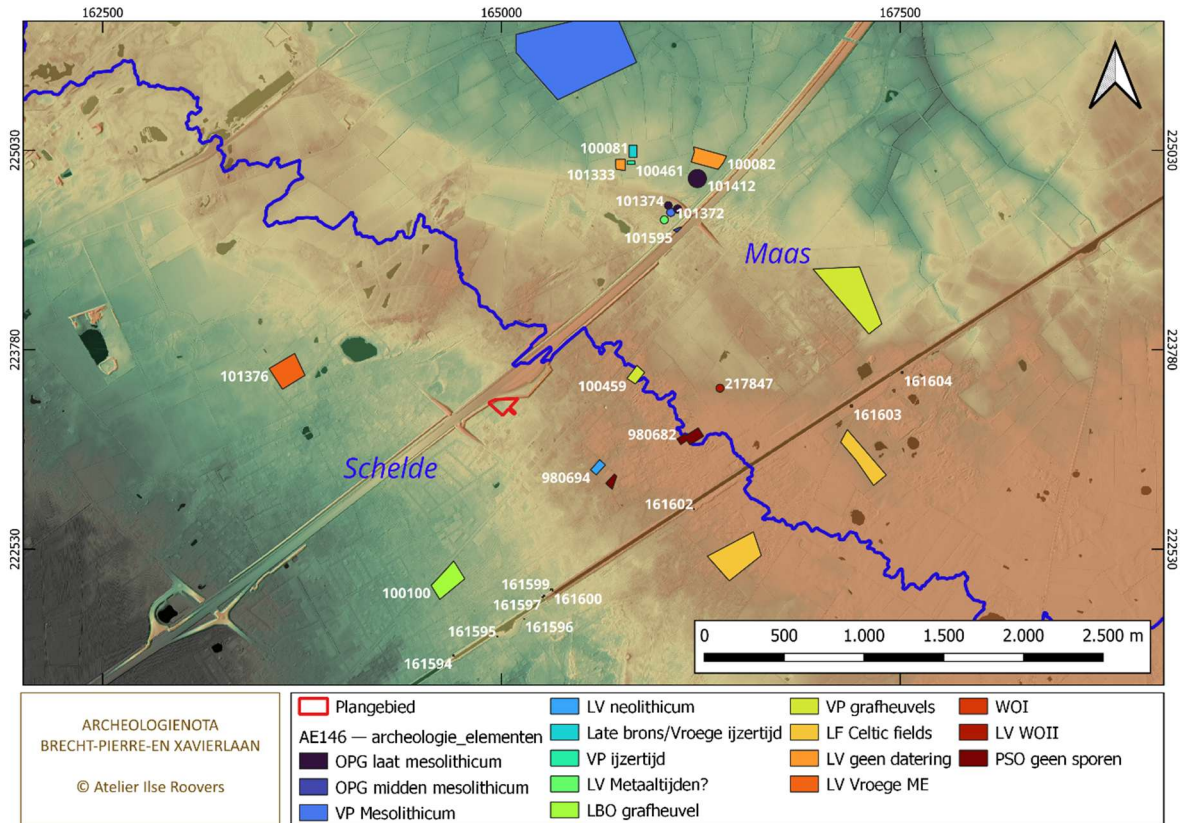 162500 165000 167500
225030 225030
100081
100461
101333
100082
101412
101374
101372
101595
Maas
223780 223780
101376
100459
217847
161604
161603
980682
Schelde
980694
161602
222530 222530
100100
161599
161597
161600
161595
161596
161594
0 500 1.000 1.500 2.000 2.500 m
ARCHEOLOGIENOTA
BRECHT-PIERRE-EN XAVIERLAAN
© Atelier Ilse Roovers
Plangebied
AE146 — archeologie_elementen
OPG laat mesolithicum
OPG midden mesolithicum
VP Mesolithicum
LV neolithicum
Late brons/Vroege ijzertijd
VP ijzertijd
LV Metaaltijden?
LBO grafheuvel
VP grafheuvels
LF Celtic fields
LV geen datering
LV Vroege ME
WOI
LV WOII
PSO geen sporen